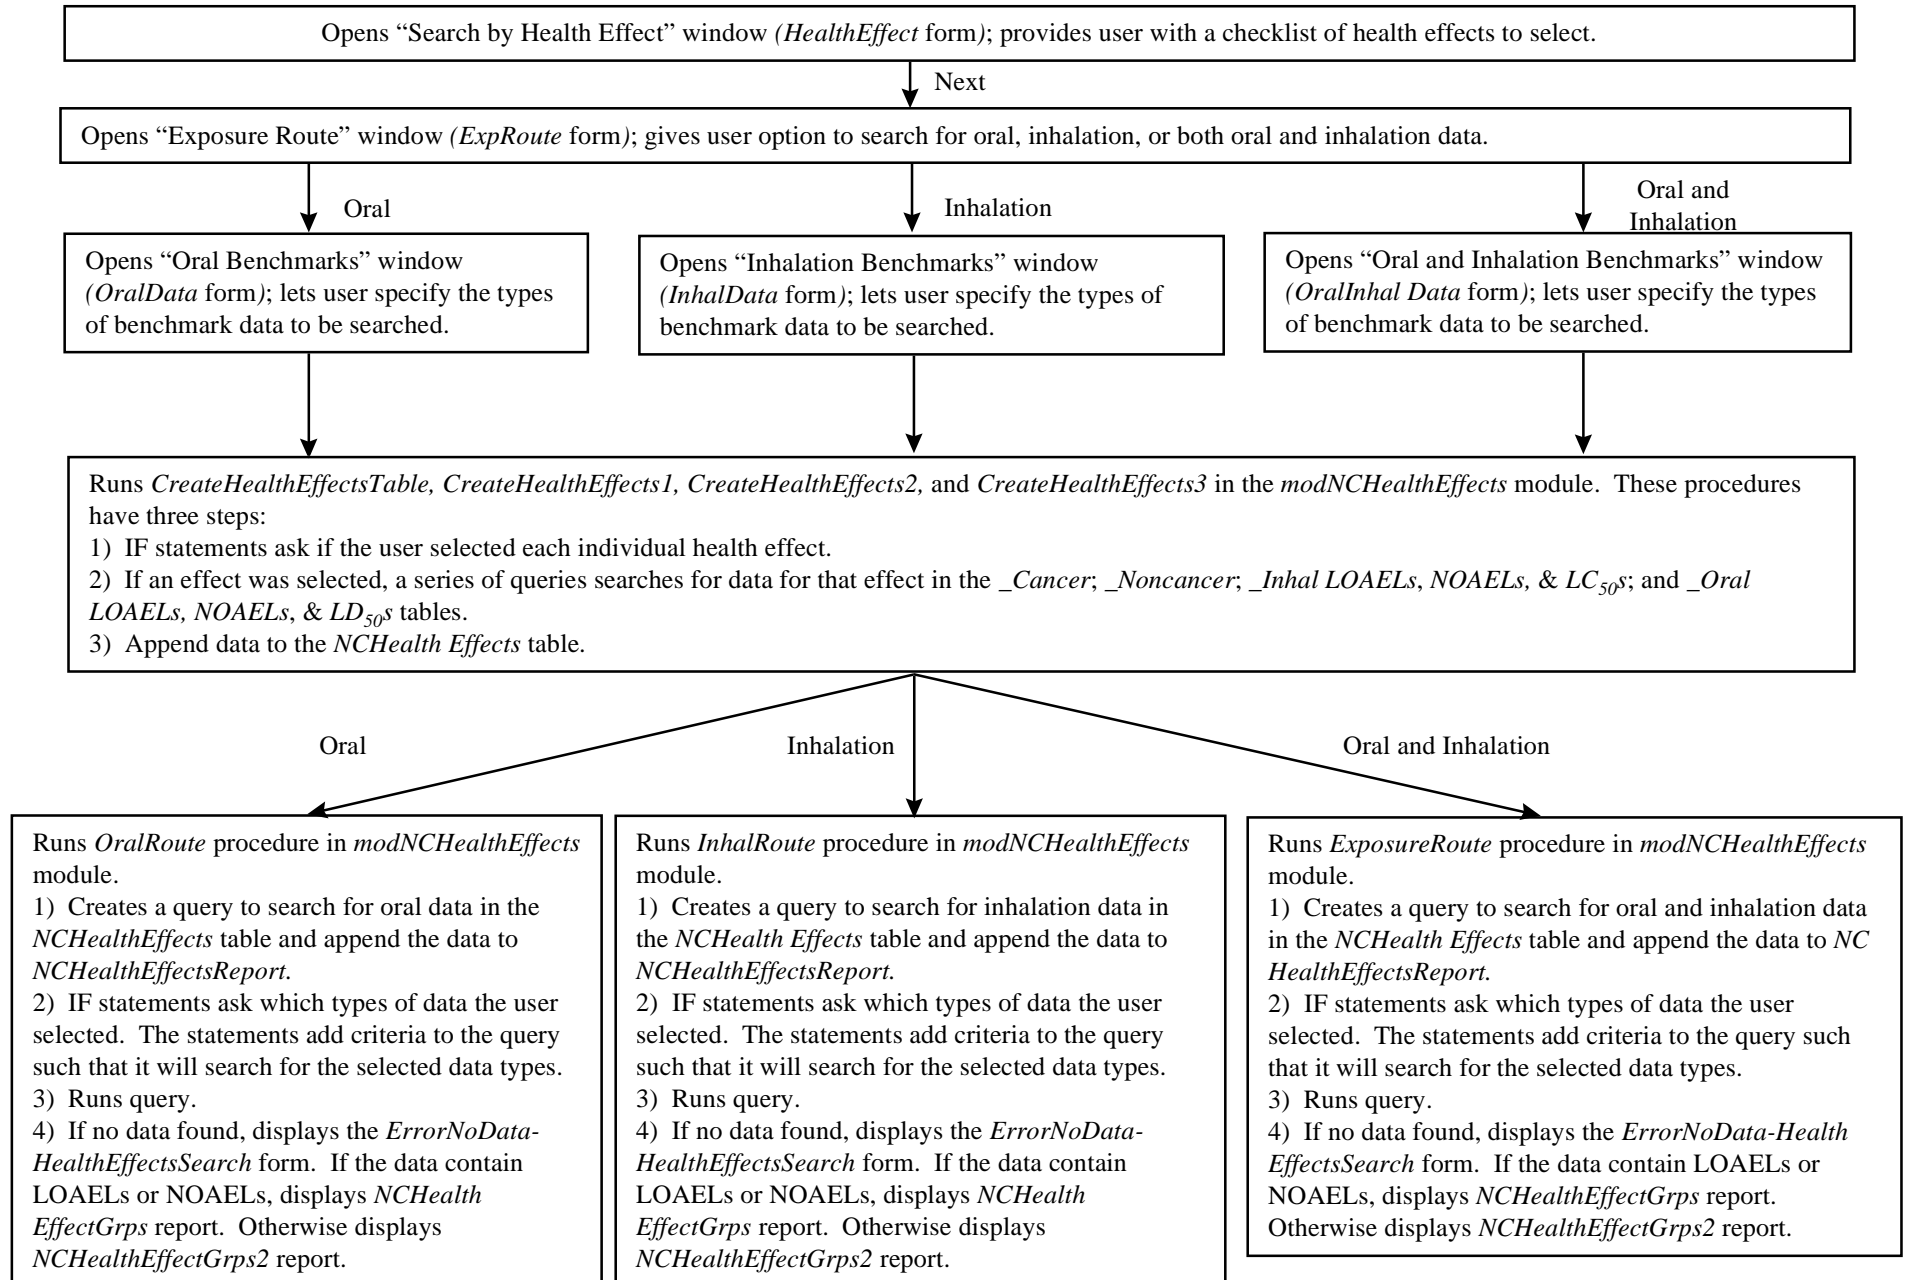 Opens “Search by Health Effect” window (HealthEffect form); provides user with a checklist of health effects to select.
Next
Opens “Exposure Route” window (ExpRoute form); gives user option to search for oral, inhalation, or both oral and inhalation data.
Oral
Inhalation
Oral and
Inhalation
Opens “Oral Benchmarks” window
(OralData form); lets user specify the types
of benchmark data to be searched.
Opens “Inhalation Benchmarks” window
(InhalData form); lets user specify the types of
benchmark data to be searched.
Opens “Oral and Inhalation Benchmarks” window
(OralInhal Data form); lets user specify the types
of benchmark data to be searched.
Runs CreateHealthEffectsTable, CreateHealthEffects1, CreateHealthEffects2, and CreateHealthEffects3 in the modNCHealthEffects module.  These procedures
have three steps:
1)  IF statements ask if the user selected each individual health effect.
2)  If an effect was selected, a series of queries searches for data for that effect in the _Cancer; _Noncancer; _Inhal LOAELs, NOAELs, & LC50s; and _Oral
LOAELs, NOAELs, & LD50s tables.
3)  Append data to the NCHealth Effects table.
Oral
Inhalation
Oral and Inhalation
Runs OralRoute procedure in modNCHealthEffects
module.
1)  Creates a query to search for oral data in the
NCHealthEffects table and append the data to
NCHealthEffectsReport.
2)  IF statements ask which types of data the user
selected.  The statements add criteria to the query
such that it will search for the selected data types.
3)  Runs query.
4)  If no data found, displays the ErrorNoData-
HealthEffectsSearch form.  If the data contain
LOAELs or NOAELs, displays NCHealth
EffectGrps report.  Otherwise displays
NCHealthEffectGrps2 report.
Runs InhalRoute procedure in modNCHealthEffects
module.
1)  Creates a query to search for inhalation data in
the NCHealth Effects table and append the data to
NCHealthEffectsReport.
2)  IF statements ask which types of data the user
selected.  The statements add criteria to the query
such that it will search for the selected data types.
3)  Runs query.
4)  If no data found, displays the ErrorNoData-
HealthEffectsSearch form.  If the data contain
LOAELs or NOAELs, displays NCHealth
EffectGrps report.  Otherwise displays
NCHealthEffectGrps2 report.
Runs ExposureRoute procedure in modNCHealthEffects
module.
1)  Creates a query to search for oral and inhalation data
in the NCHealth Effects table and append the data to NC
HealthEffectsReport.
2)  IF statements ask which types of data the user
selected.  The statements add criteria to the query such
that it will search for the selected data types.
3)  Runs query.
4)  If no data found, displays the ErrorNoData-Health
EffectsSearch form.  If the data contain LOAELs or
NOAELs, displays NCHealthEffectGrps report.
Otherwise displays NCHealthEffectGrps2 report.